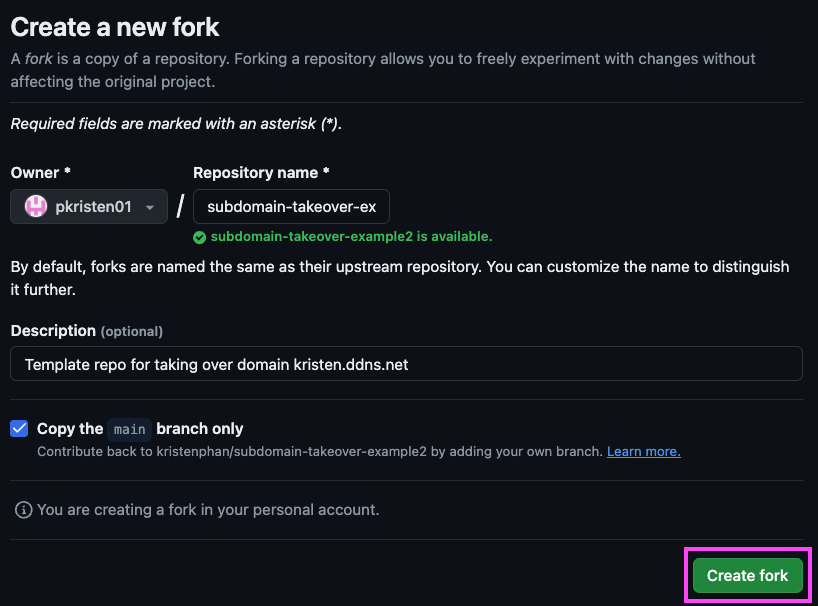 Create a new fork
A fork is a copy of a repository. Forking a repository allows you to freely experiment with changes without
affecting the original project.
Required fields are marked with an asterisk (*).
Owner * Repository name *
pkristen01 / subdomain-takeover-ex
subdomain-takeover-example2 is available.
By default, forks are named the same as their upstream repository. You can customize the name to distinguish
it further.
Description (optional)
Template repo for taking over domain kristen.ddns.net
Copy the main branch only
Contribute back to kristenphan/subdomain-takeover-example2 by adding your own branch. Learn more.
You are creating a fork in your personal account.
Create fork